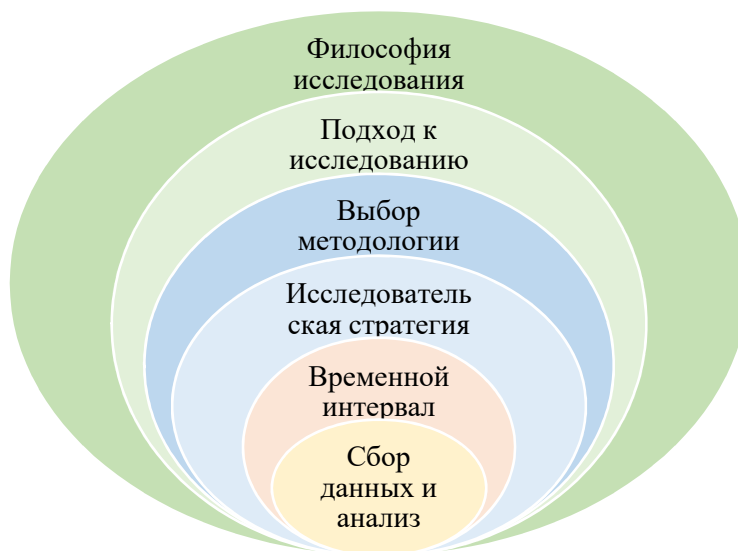 Философия
исследования
Подход к
исследованию
Выбор
методологии
Исследователь
ская стратегия
Временной
интервал
Сбор
данных и
анализ